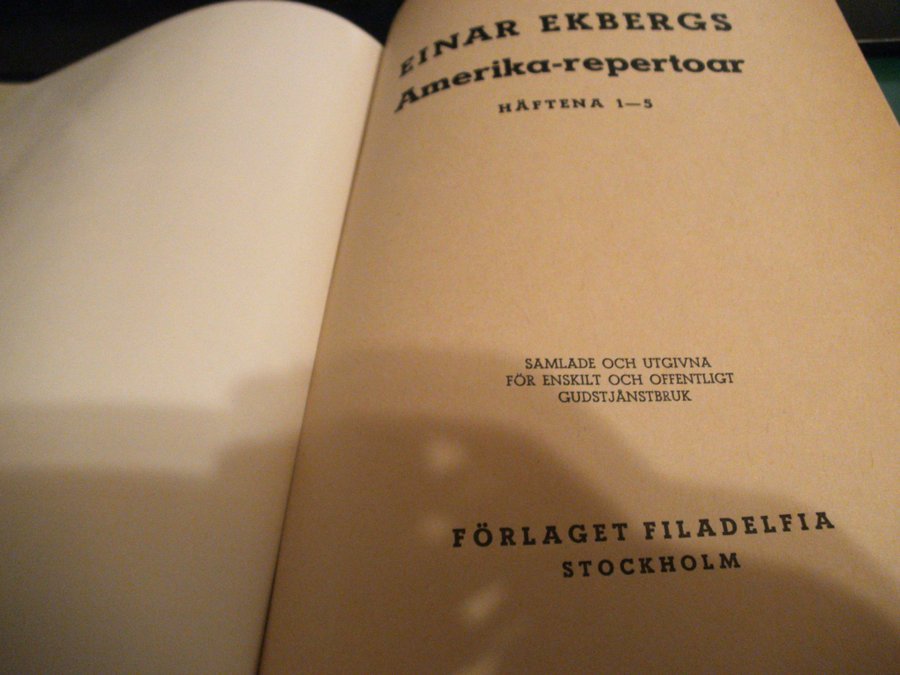 EINAR EKBERGS
Amerika-repertoar
HÄFTENA 1—5
SAMLADE OCH UTGIVNA
FÖR ENSKILT OCH OFFENTLIGT
GUDSTJÄNSTBRUK
FÖRLAGET FILADELFIA
STOCKHOLM